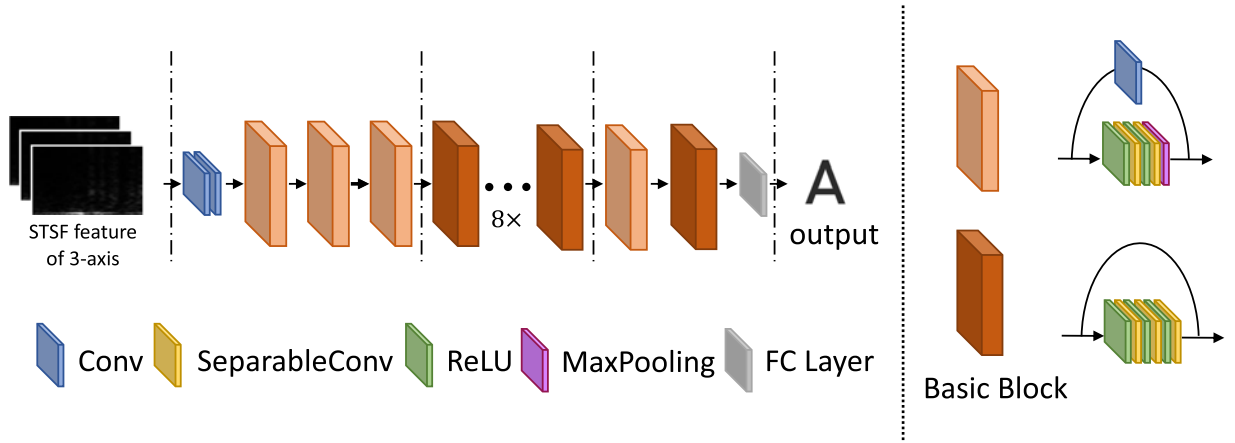 STSF feature
of 3-axis
8×
A
output
Conv
SeparableConv
ReLU
MaxPooling
FC Layer
Basic Block